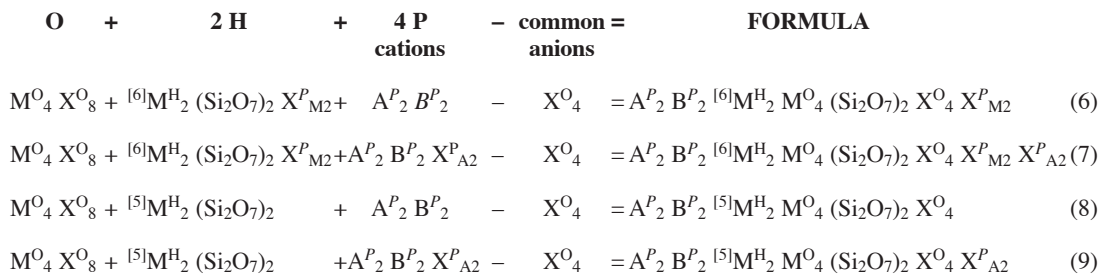 O + 2 H + 4 P – common = FORMULA
cations anions
M^O_4 X^O_8 + ^[6]M^H_2 (Si_2O_7)_2 X^P_M2+ A^P_2 B^P_2 – X^O_4 = A^P_2 B^P_2 ^[6]M^H_2 M^O_4 (Si_2O_7)_2 X^O_4 X^P_M2 (6)
M^O_4 X^O_8 + ^[6]M^H_2 (Si_2O_7)_2 X^P_M2+A^P_2 B^P_2 X^P_A2 – X^O_4 = A^P_2 B^P_2 ^[6]M^H_2 M^O_4 (Si_2O_7)_2 X^O_4 X^P_M2 X^P_A2 (7)
M^O_4 X^O_8 + ^[5]M^H_2 (Si_2O_7)_2 + A^P_2 B^P_2 – X^O_4 = A^P_2 B^P_2 ^[5]M^H_2 M^O_4 (Si_2O_7)_2 X^O_4 (8)
M^O_4 X^O_8 + ^[5]M^H_2 (Si_2O_7)_2 +A^P_2 B^P_2 X^P_A2 – X^O_4 = A^P_2 B^P_2 ^[5]M^H_2 M^O_4 (Si_2O_7)_2 X^O_4 X^P_A2 (9)